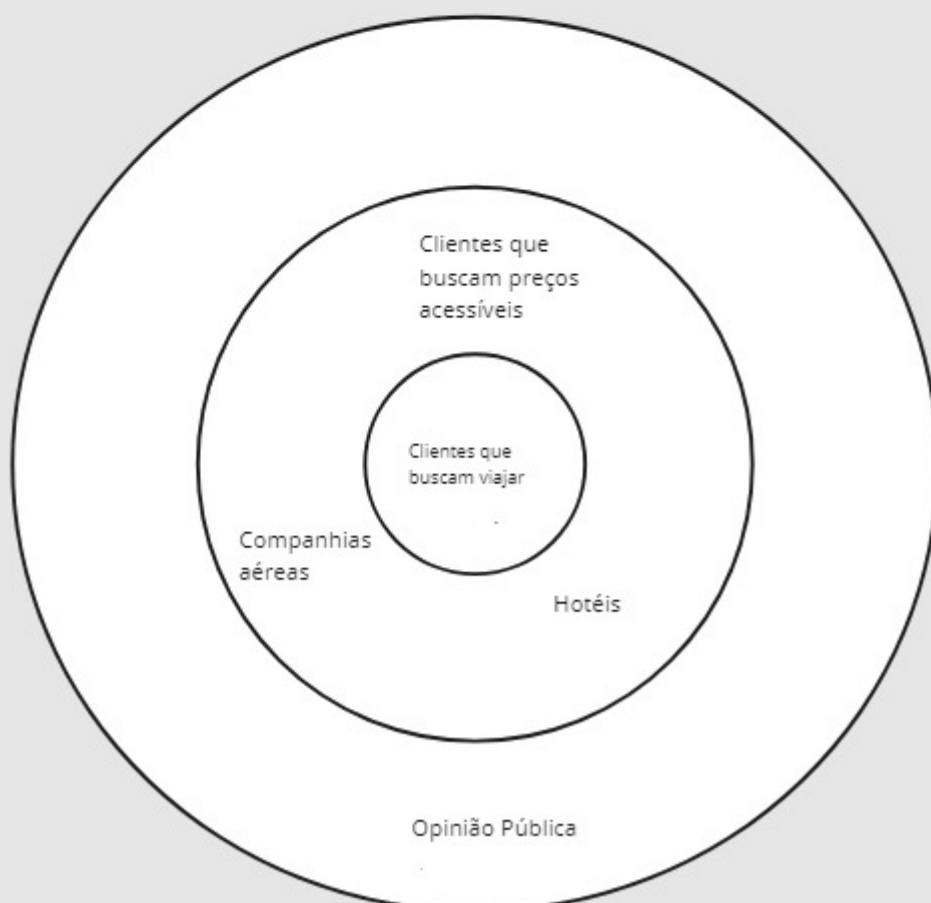 Clientes que
buscam preços
acessíveis
Clientes que
buscam viajar
Companhias
aéreas
Hotéis
Opinião Pública